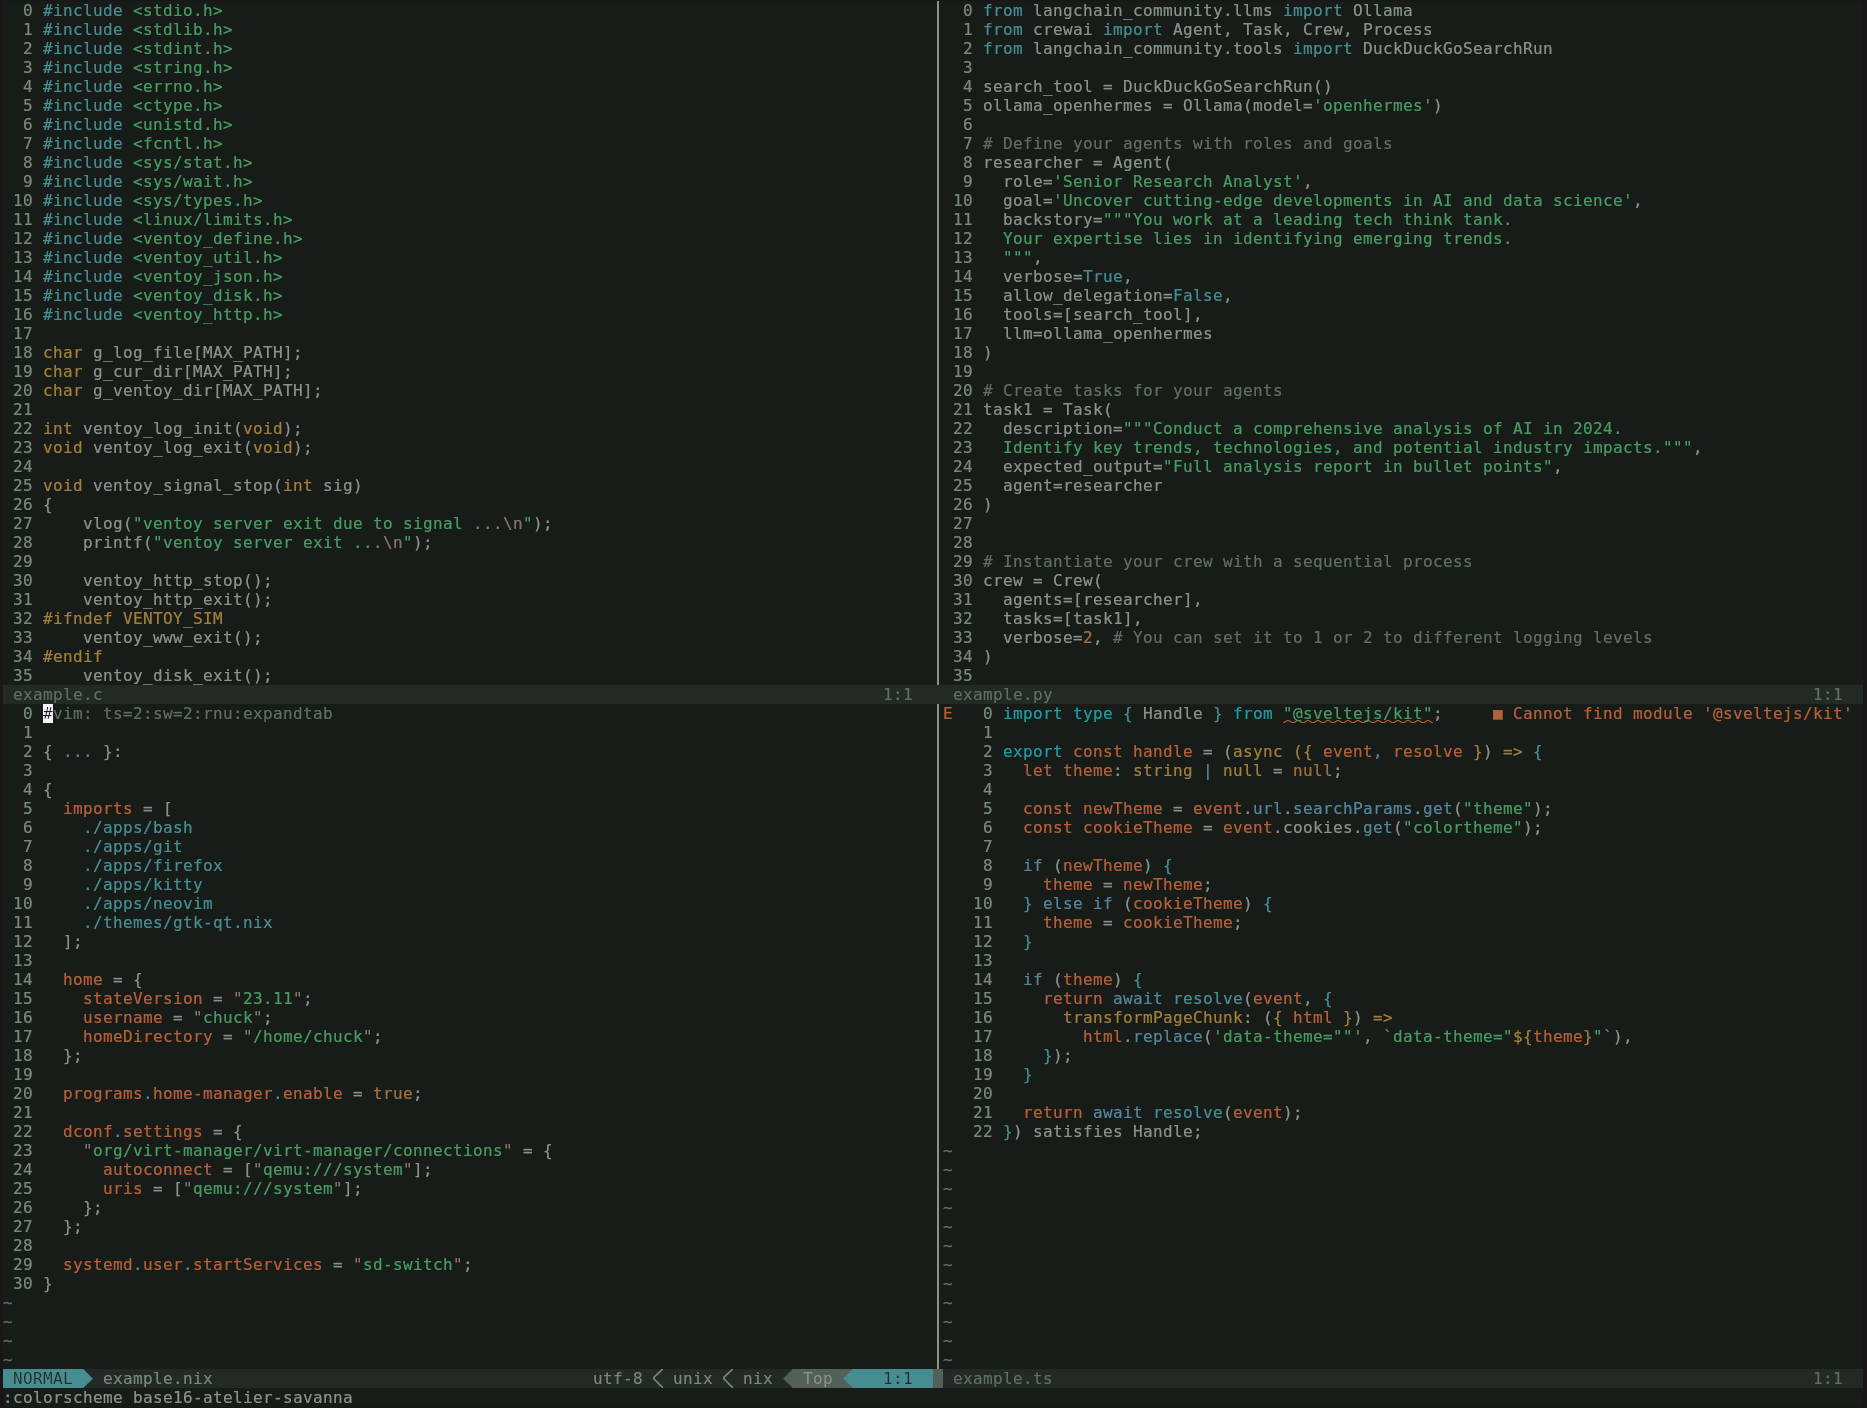 0 #include <stdio.h>
1 #include <stdlib.h>
2 #include <stdint.h>
3 #include <string.h>
4 #include <errno.h>
5 #include <ctype.h>
6 #include <unistd.h>
7 #include <fcntl.h>
8 #include <sys/stat.h>
9 #include <sys/wait.h>
10 #include <sys/types.h>
11 #include <linux/limits.h>
12 #include <ventoy_define.h>
13 #include <ventoy_util.h>
14 #include <ventoy_json.h>
15 #include <ventoy_disk.h>
16 #include <ventoy_http.h>
17
18 char g_log_file[MAX_PATH];
19 char g_cur_dir[MAX_PATH];
20 char g_ventoy_dir[MAX_PATH];
21
22 int ventoy_log_init(void);
23 void ventoy_log_exit(void);
24
25 void ventoy_signal_stop(int sig)
26 {
27     vlog("ventoy server exit due to signal ...\n");
28     printf("ventoy server exit ...\n");
29
30     ventoy_http_stop();
31     ventoy_http_exit();
32 #ifndef VENTOY_SIM
33     ventoy_www_exit();
34 #endif
35     ventoy_disk_exit();
example.c 1:1
0 from langchain_community.llms import Ollama
1 from crewai import Agent, Task, Crew, Process
2 from langchain_community.tools import DuckDuckGoSearchRun
3
4 search_tool = DuckDuckGoSearchRun()
5 ollama_openhermes = Ollama(model='openhermes')
6
7 # Define your agents with roles and goals
8 researcher = Agent(
9   role='Senior Research Analyst',
10   goal='Uncover cutting-edge developments in AI and data science',
11   backstory="""You work at a leading tech think tank.
12   Your expertise lies in identifying emerging trends.
13   """,
14   verbose=True,
15   allow_delegation=False,
16   tools=[search_tool],
17   llm=ollama_openhermes
18 )
19
20 # Create tasks for your agents
21 task1 = Task(
22   description="""Conduct a comprehensive analysis of AI in 2024.
23   Identify key trends, technologies, and potential industry impacts.""",
24   expected_output="Full analysis report in bullet points",
25   agent=researcher
26 )
27
28
29 # Instantiate your crew with a sequential process
30 crew = Crew(
31   agents=[researcher],
32   tasks=[task1],
33   verbose=2, # You can set it to 1 or 2 to different logging levels
34 )
35
example.py 1:1
0 #vim: ts=2:sw=2:rnu:expandtab
1
2 { ... }:
3
4 {
5   imports = [
6     ./apps/bash
7     ./apps/git
8     ./apps/firefox
9     ./apps/kitty
10     ./apps/neovim
11     ./themes/gtk-qt.nix
12   ];
13
14   home = {
15     stateVersion = "23.11";
16     username = "chuck";
17     homeDirectory = "/home/chuck";
18   };
19
20   programs.home-manager.enable = true;
21
22   dconf.settings = {
23     "org/virt-manager/virt-manager/connections" = {
24       autoconnect = ["qemu:///system"];
25       uris = ["qemu:///system"];
26     };
27   };
28
29   systemd.user.startServices = "sd-switch";
30 }
~
~
~
~
NORMAL example.nix utf-8 unix nix Top 1:1
E 0 import type { Handle } from "@sveltejs/kit";     ■ Cannot find module '@sveltejs/kit'
1
2 export const handle = (async ({ event, resolve }) => {
3   let theme: string | null = null;
4
5   const newTheme = event.url.searchParams.get("theme");
6   const cookieTheme = event.cookies.get("colortheme");
7
8   if (newTheme) {
9     theme = newTheme;
10   } else if (cookieTheme) {
11     theme = cookieTheme;
12   }
13
14   if (theme) {
15     return await resolve(event, {
16       transformPageChunk: ({ html }) =>
17         html.replace('data-theme=""', `data-theme="${theme}"`),
18     });
19   }
20
21   return await resolve(event);
22 }) satisfies Handle;
~
~
~
~
~
~
~
~
~
~
~
~
example.ts 1:1
:colorscheme base16-atelier-savanna